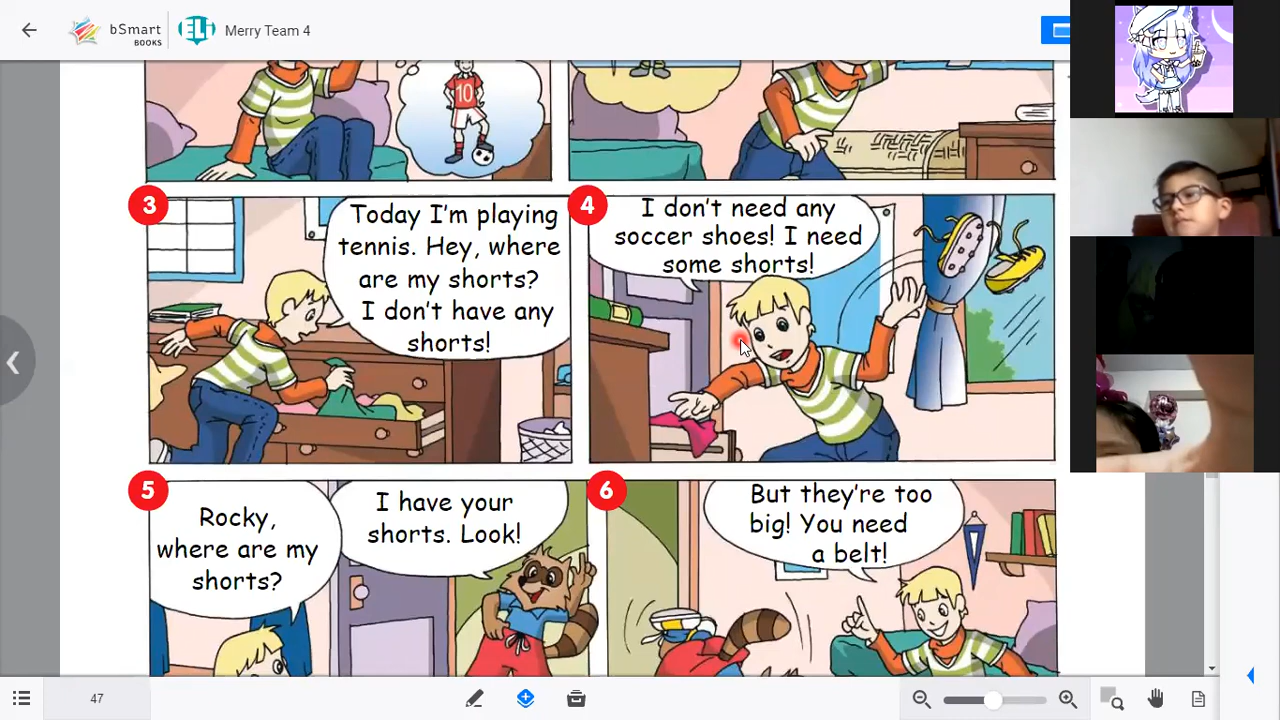 bSmart
BOOKS
ELi
Merry Team 4
10
3
Today I'm playing
tennis. Hey, where
are my shorts?
I don't have any
shorts!
4
I don't need any
soccer shoes! I need
some shorts!
5
Rocky,
where are my
shorts?
I have your
shorts. Look!
6
But they're too
big! You need
a belt!
47